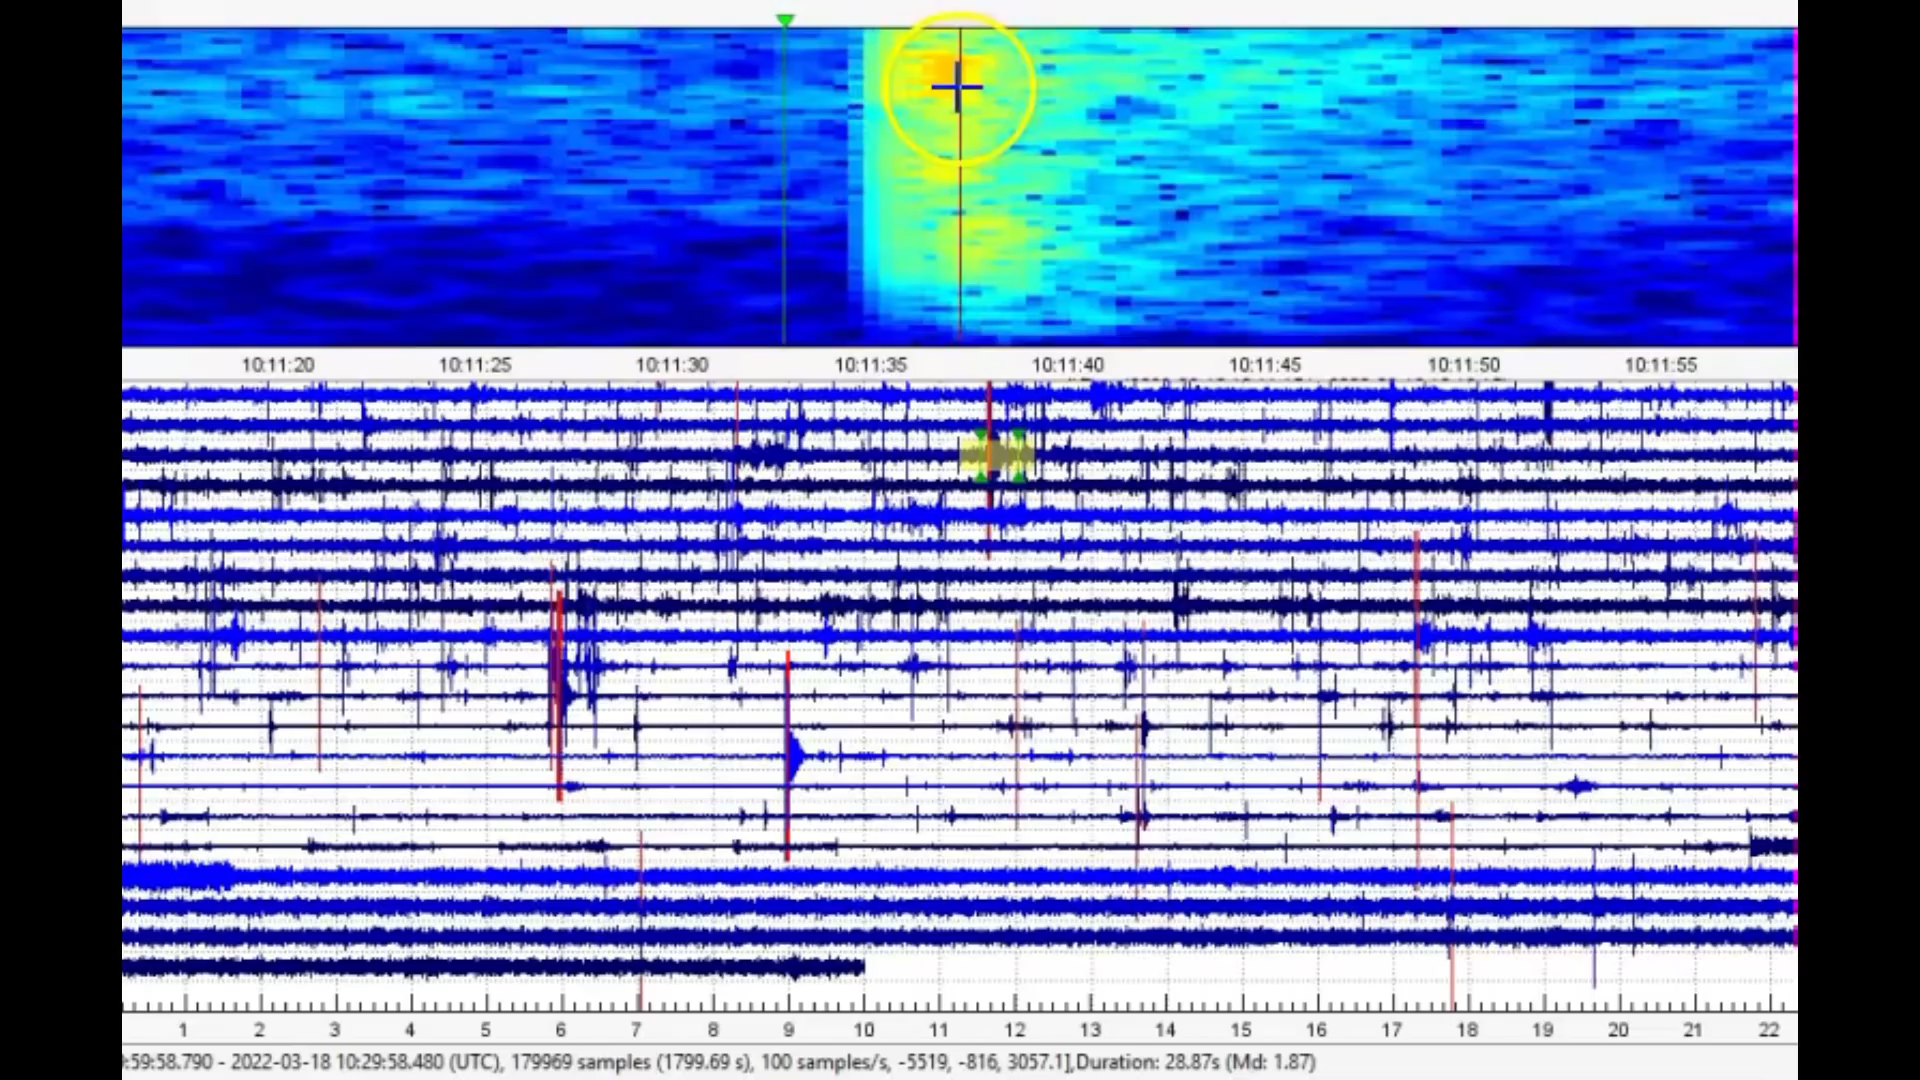 10:11:20 10:11:25 10:11:30 10:11:35 10:11:40 10:11:45 10:11:50 10:11:55
1 2 3 4 5 6 7 8 9 10 11 12 13 14 15 16 17 18 19 20 21 22
:59:58.790 - 2022-03-18 10:29:58.480 (UTC), 179969 samples (1799.69 s), 100 samples/s, -5519, -816, 3057.1],Duration: 28.87s (Md: 1.87)